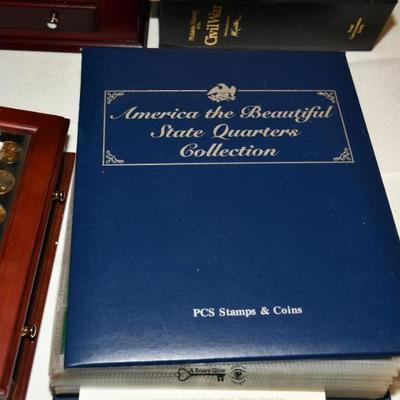 Civil War
America the Beautiful
State Quarters
Collection
PCS Stamps & Coins
A Rosey Glow